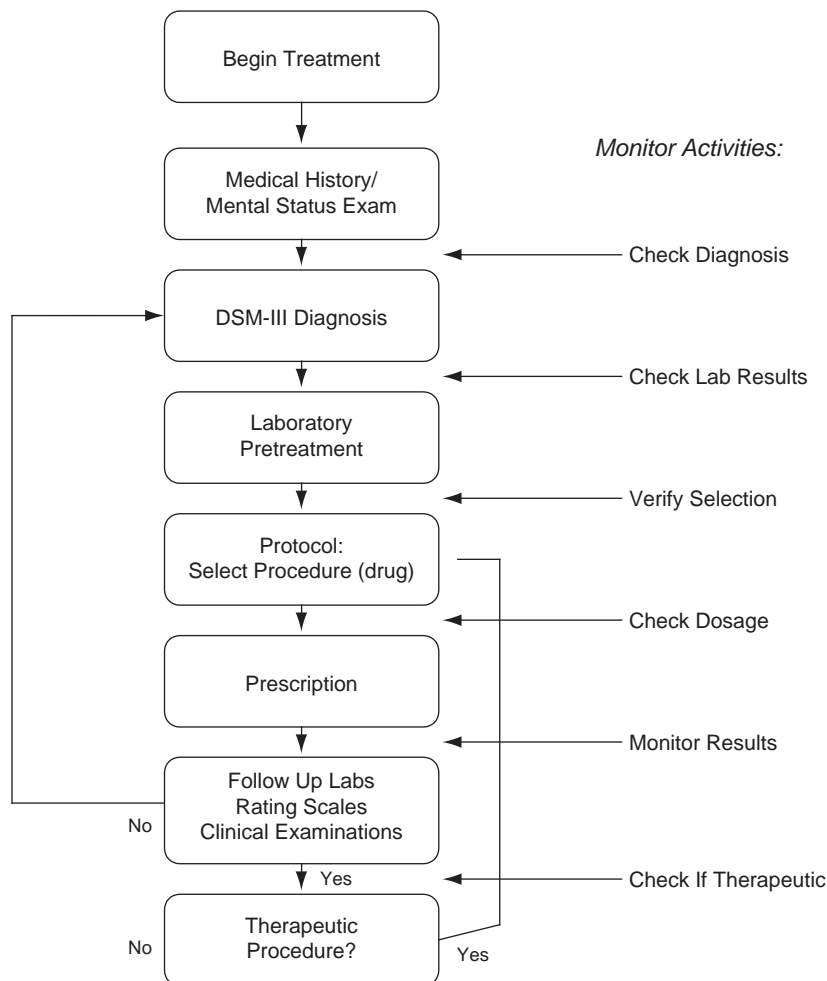 Begin Treatment
Monitor Activities:
Medical History/
Mental Status Exam
Check Diagnosis
DSM-III Diagnosis
Check Lab Results
Laboratory
Pretreatment
Verify Selection
Protocol:
Select Procedure (drug)
Check Dosage
Prescription
Monitor Results
Follow Up Labs
Rating Scales
Clinical Examinations
No
Yes
Check If Therapeutic
Therapeutic
Procedure?
No
Yes